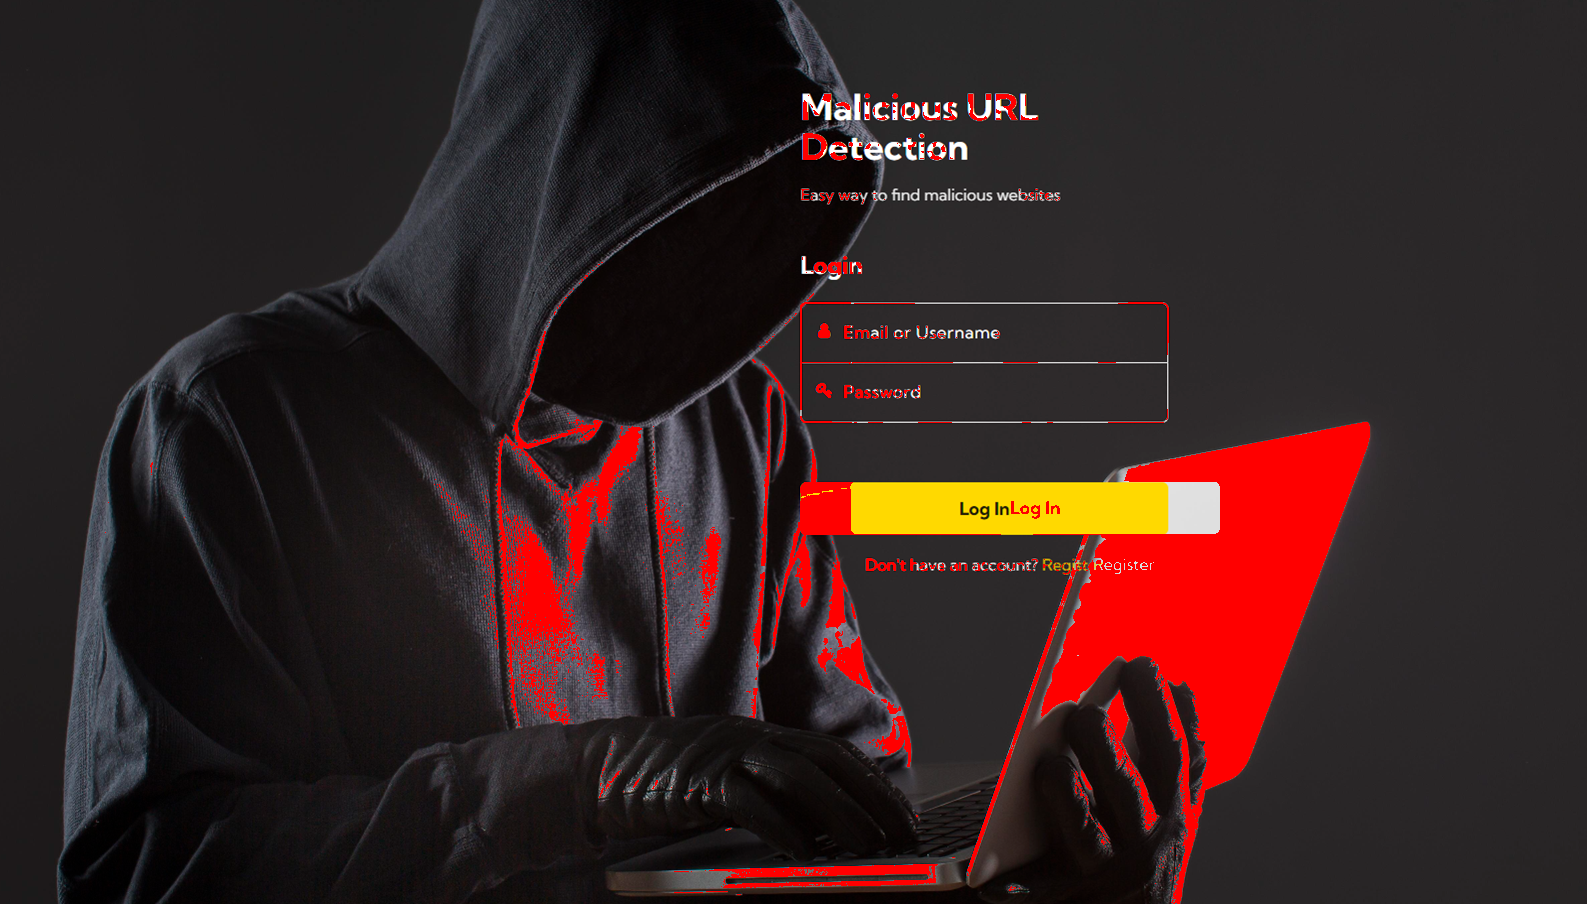 Malicious URL
Detection
Easy way to find malicious websites
Login
Email or Username
Password
Log InLog In
Don't have an account? Regist Register